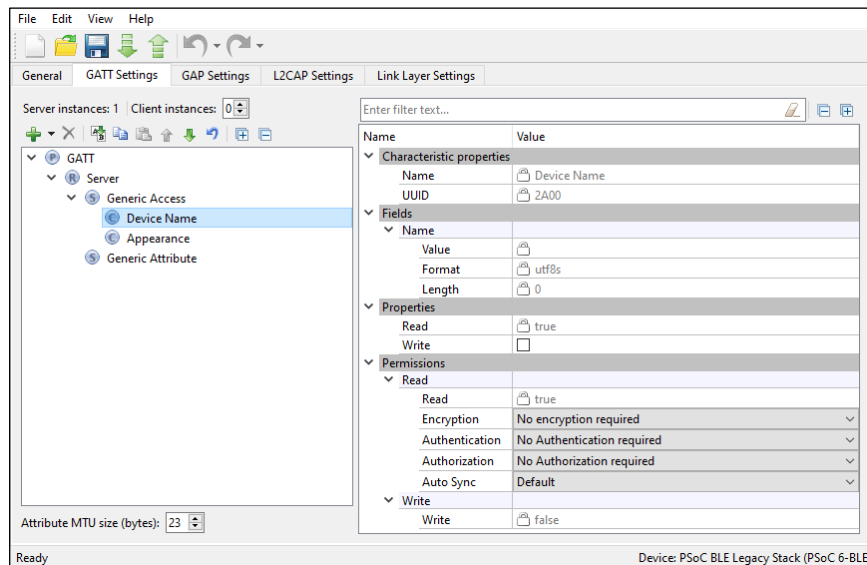 File Edit View Help
General GATT Settings GAP Settings L2CAP Settings Link Layer Settings
Server instances: 1 Client instances: 0
Enter filter text...
P GATT
R Server
S Generic Access
C Device Name
C Appearance
S Generic Attribute
Attribute MTU size (bytes): 23
Name Value
Characteristic properties
Name Device Name
UUID 2A00
Fields
Name
Value
Format utf8s
Length 0
Properties
Read true
Write
Permissions
Read
Read true
Encryption No encryption required
Authentication No Authentication required
Authorization No Authorization required
Auto Sync Default
Write
Write false
Ready Device: PSoC BLE Legacy Stack (PSoC 6-BLE